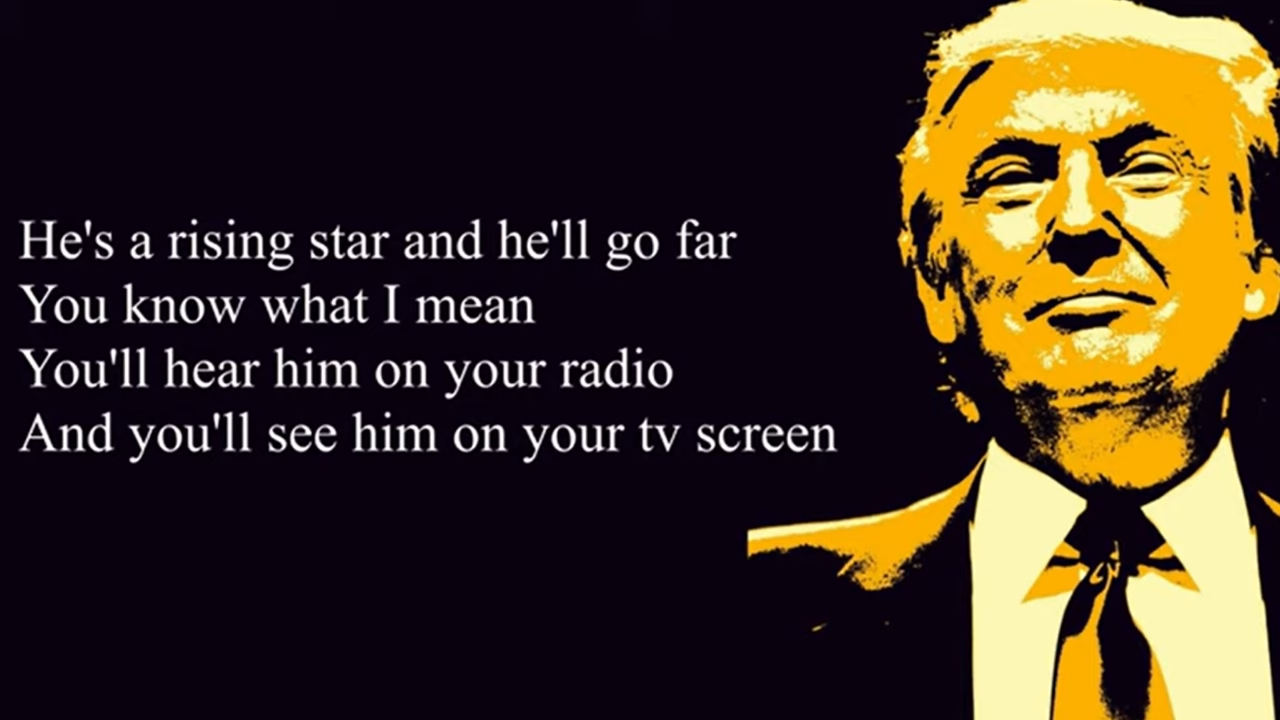 He's a rising star and he'll go far
You know what I mean
You'll hear him on your radio
And you'll see him on your tv screen